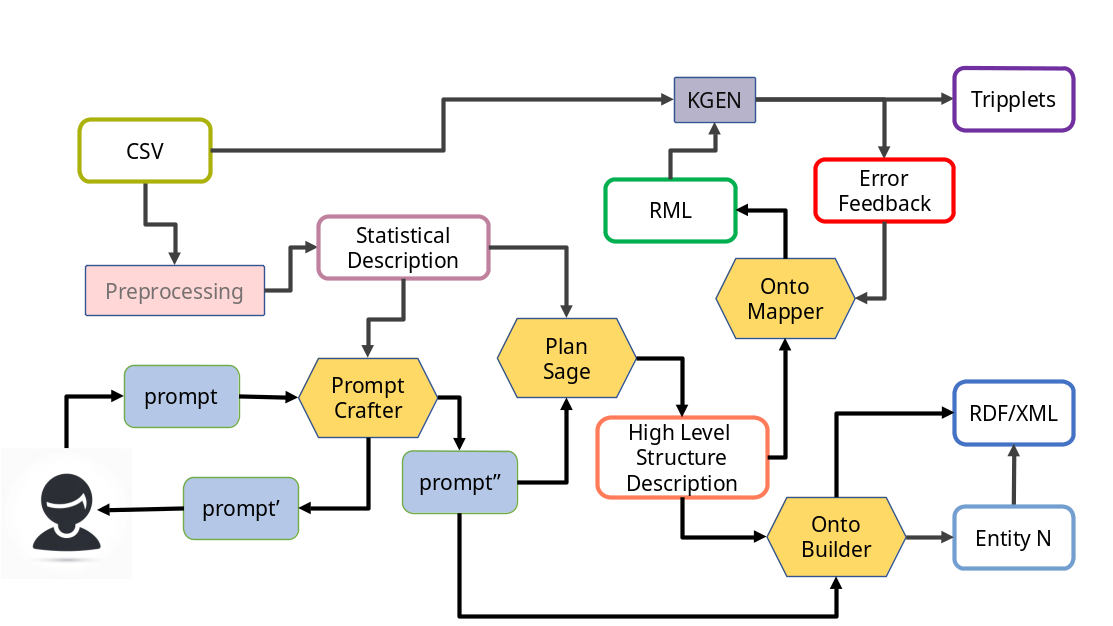 KGEN
Tripplets
CSV
Error
Feedback
RML
Statistical
Description
Preprocessing
Onto
Mapper
Plan
Sage
prompt
Prompt
Crafter
RDF/XML
High Level
Structure
Description
prompt”
prompt’
Onto
Builder
Entity N